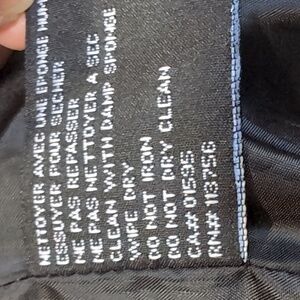 NETTOYER AVEC UNE EPONGE HUM
ESSUYER POUR SECHER
NE PAS REPASSER
NE PAS NETTOYER A SEC
CLEAN WITH DAMP SPONGE
WIPE DRY
DO NOT IRON
DO NOT DRY CLEAN
CA# 01595
RN# 113756